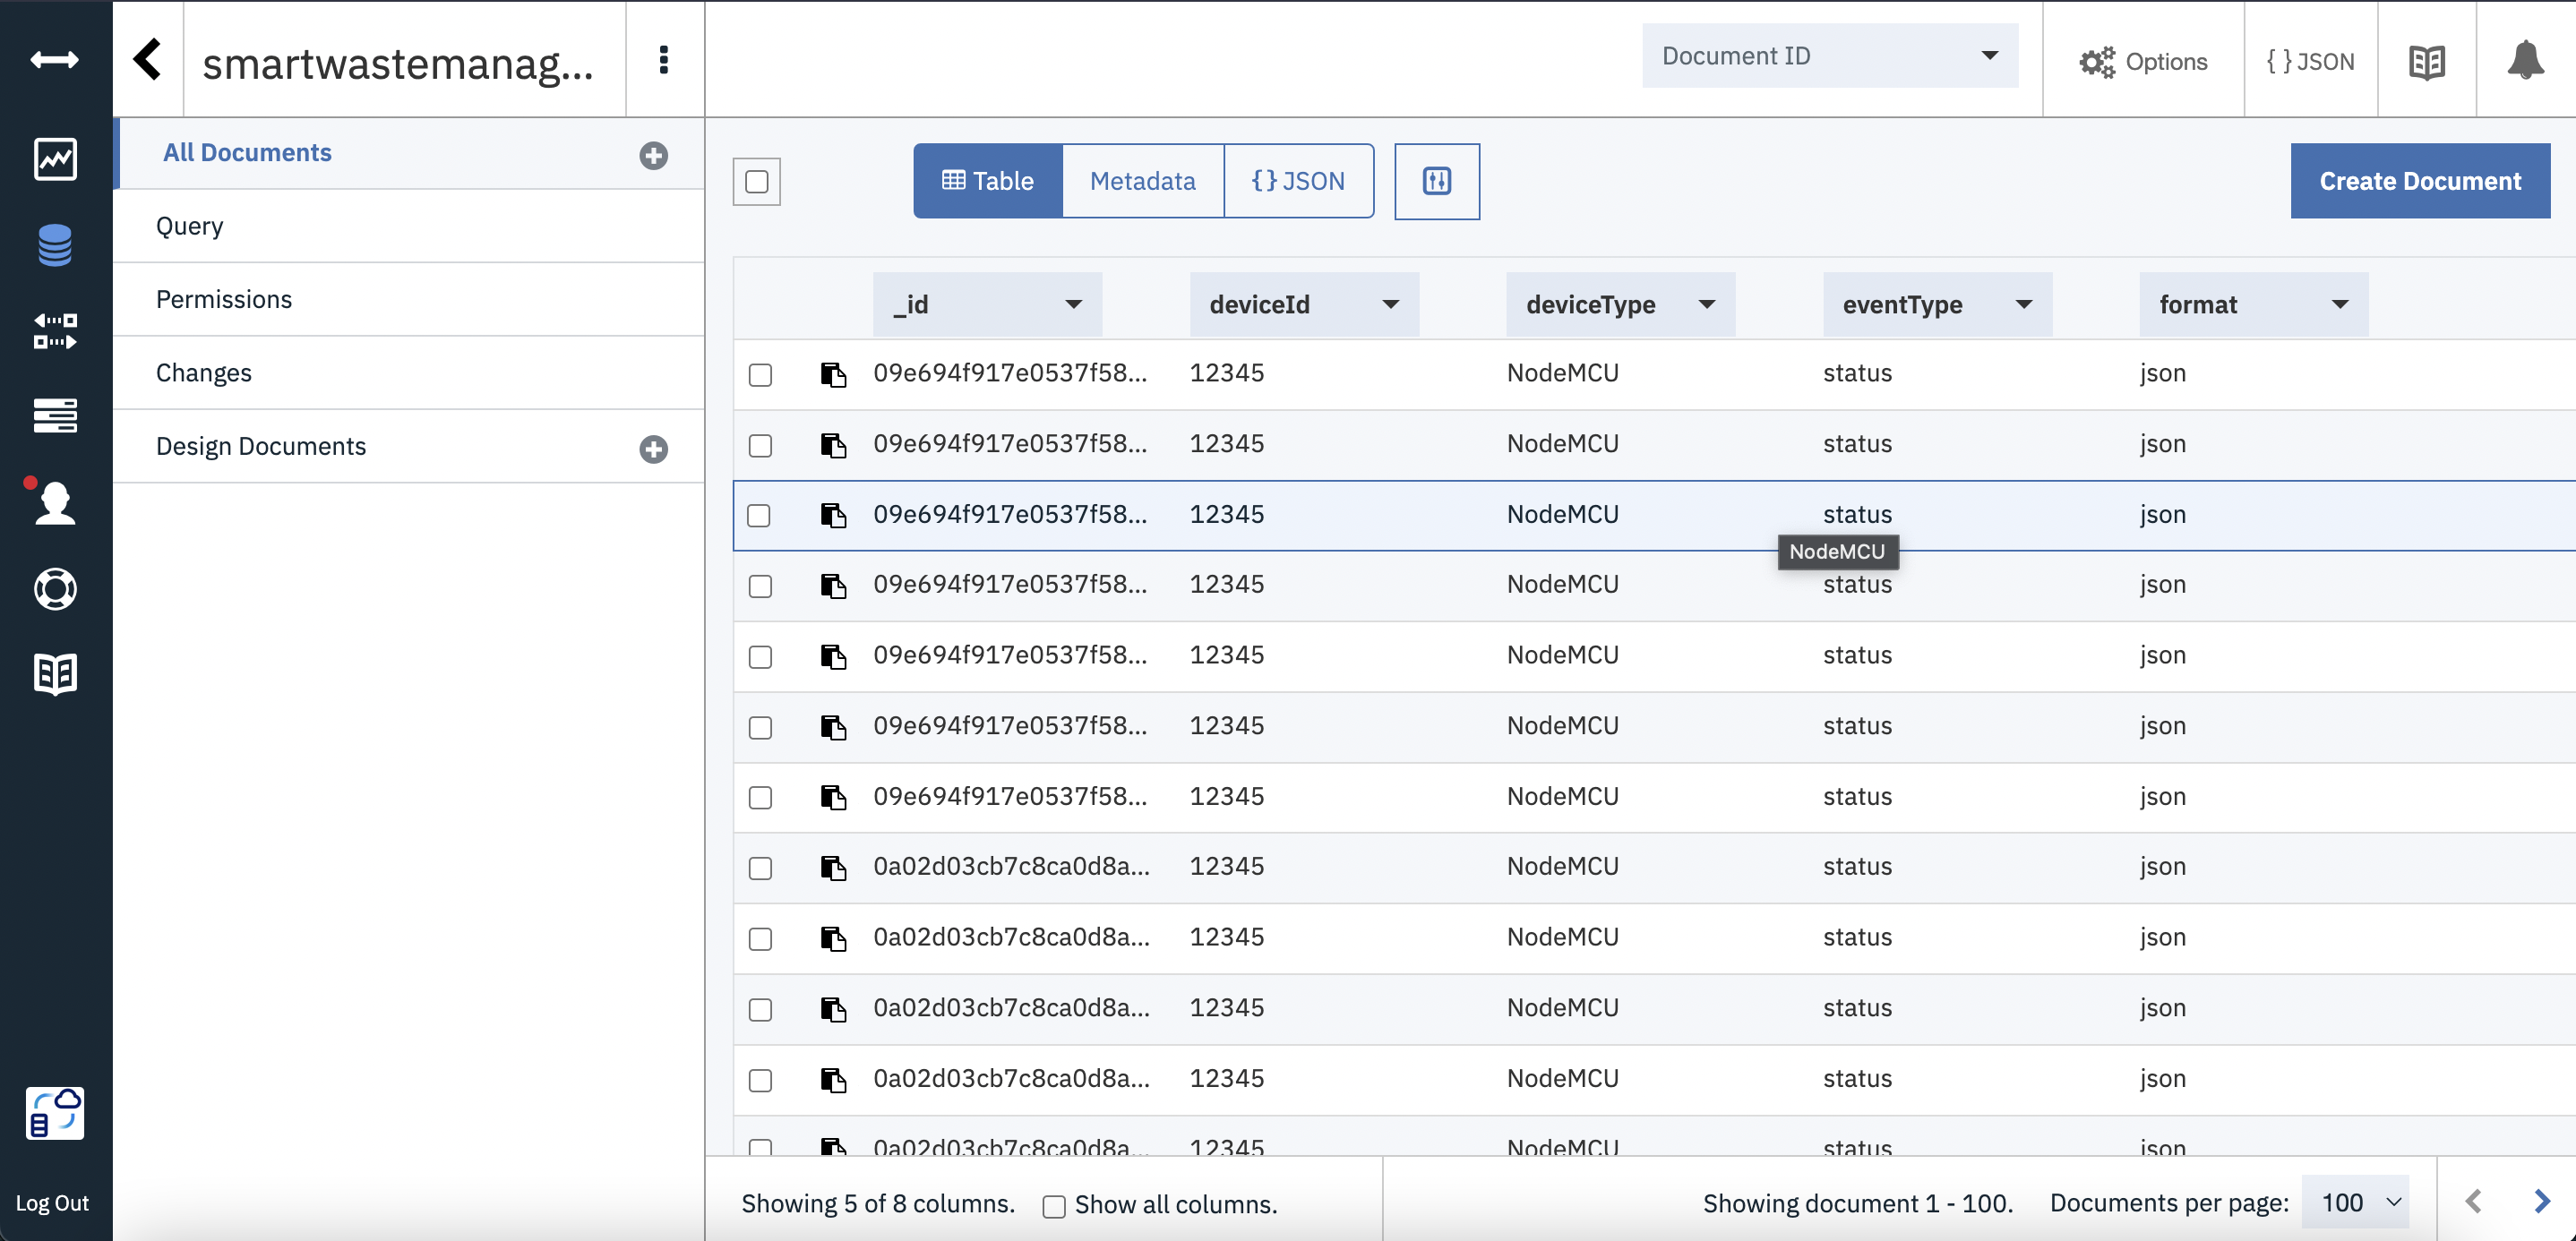 smartwastemanag...
Document ID
Options
{ } JSON
All Documents
Query
Permissions
Changes
Design Documents
Log Out
Table
Metadata
{ } JSON
Create Document
_id deviceId deviceType eventType format
09e694f917e0537f58... 12345 NodeMCU status json
09e694f917e0537f58... 12345 NodeMCU status json
09e694f917e0537f58... 12345 NodeMCU status json
NodeMCU
09e694f917e0537f58... 12345 NodeMCU status json
09e694f917e0537f58... 12345 NodeMCU status json
09e694f917e0537f58... 12345 NodeMCU status json
09e694f917e0537f58... 12345 NodeMCU status json
0a02d03cb7c8ca0d8a... 12345 NodeMCU status json
0a02d03cb7c8ca0d8a... 12345 NodeMCU status json
0a02d03cb7c8ca0d8a... 12345 NodeMCU status json
0a02d03cb7c8ca0d8a... 12345 NodeMCU status json
0a02d03cb7c8ca0d8a... 12345 NodeMCU status json
Showing 5 of 8 columns.
Show all columns.
Showing document 1 - 100.
Documents per page: 100